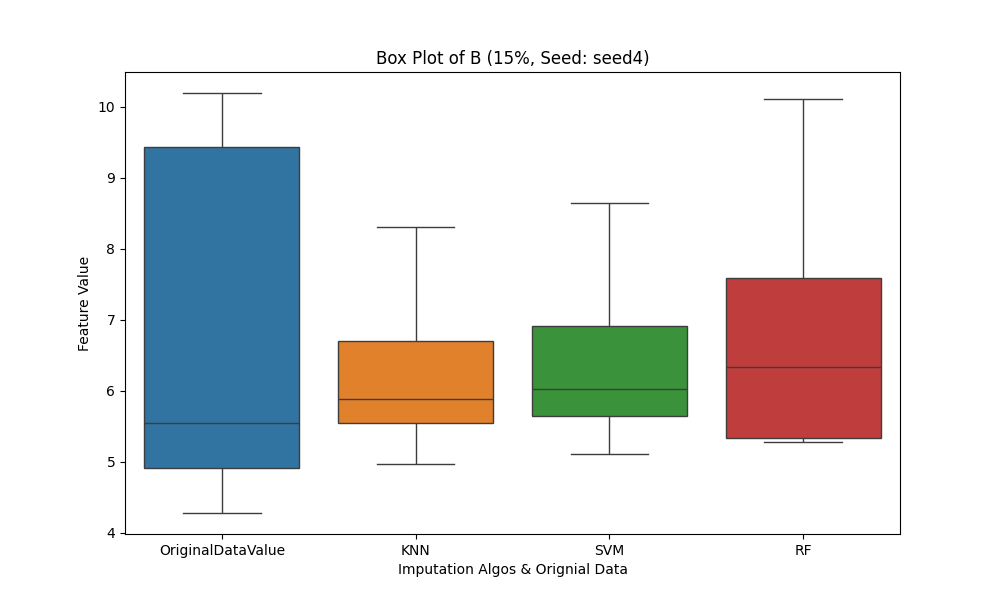 Box Plot of B (15%, Seed: seed4)
10
9
8
7
6
5
4
Feature Value
OriginalDataValue KNN SVM RF
Imputation Algos & Orignial Data